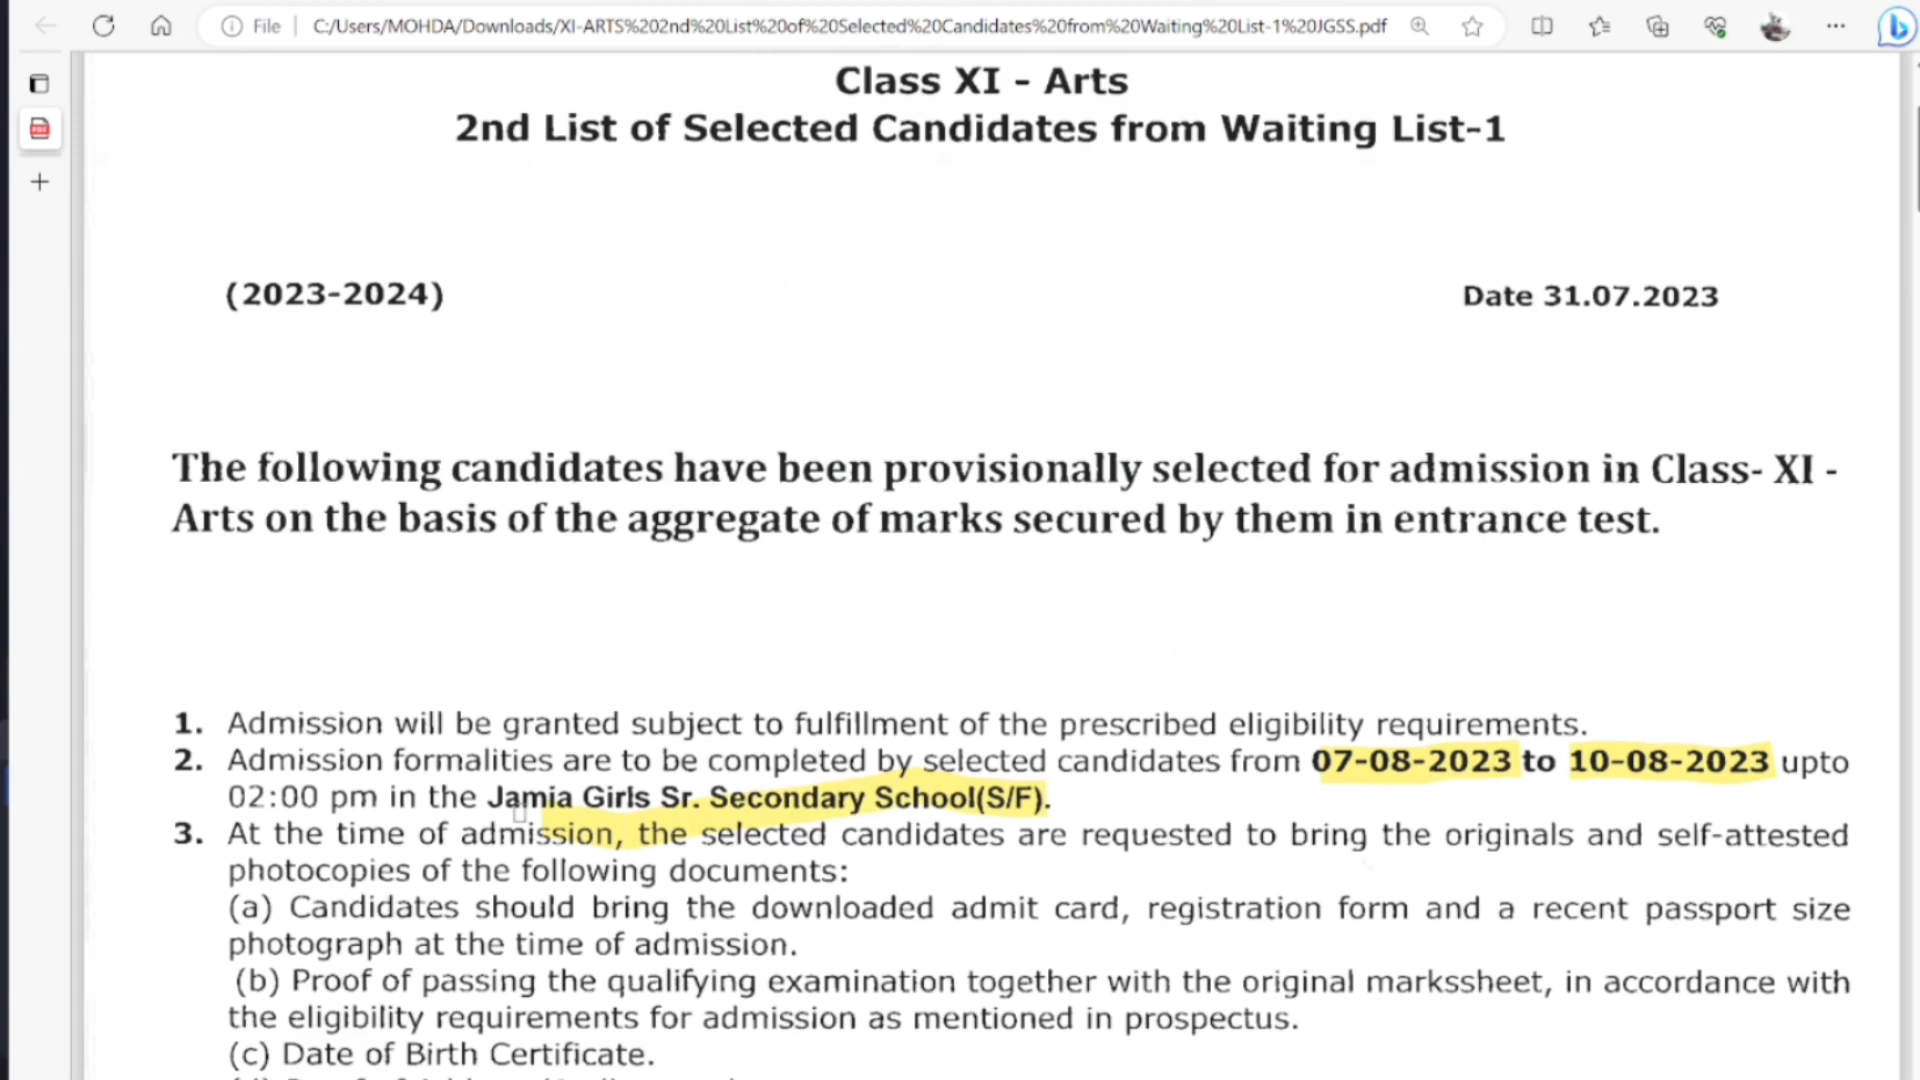 File | C:/Users/MOHDA/Downloads/XI-ARTS%202nd%20List%20of%20Selected%20Candidates%20from%20Waiting%20List-1%20JGSS.pdf
Class XI - Arts
2nd List of Selected Candidates from Waiting List-1
(2023-2024) Date 31.07.2023
The following candidates have been provisionally selected for admission in Class- XI -
Arts on the basis of the aggregate of marks secured by them in entrance test.
1. Admission will be granted subject to fulfillment of the prescribed eligibility requirements.
2. Admission formalities are to be completed by selected candidates from 07-08-2023 to 10-08-2023 upto
02:00 pm in the Jamia Girls Sr. Secondary School(S/F).
3. At the time of admission, the selected candidates are requested to bring the originals and self-attested
photocopies of the following documents:
(a) Candidates should bring the downloaded admit card, registration form and a recent passport size
photograph at the time of admission.
(b) Proof of passing the qualifying examination together with the original markssheet, in accordance with
the eligibility requirements for admission as mentioned in prospectus.
(c) Date of Birth Certificate.